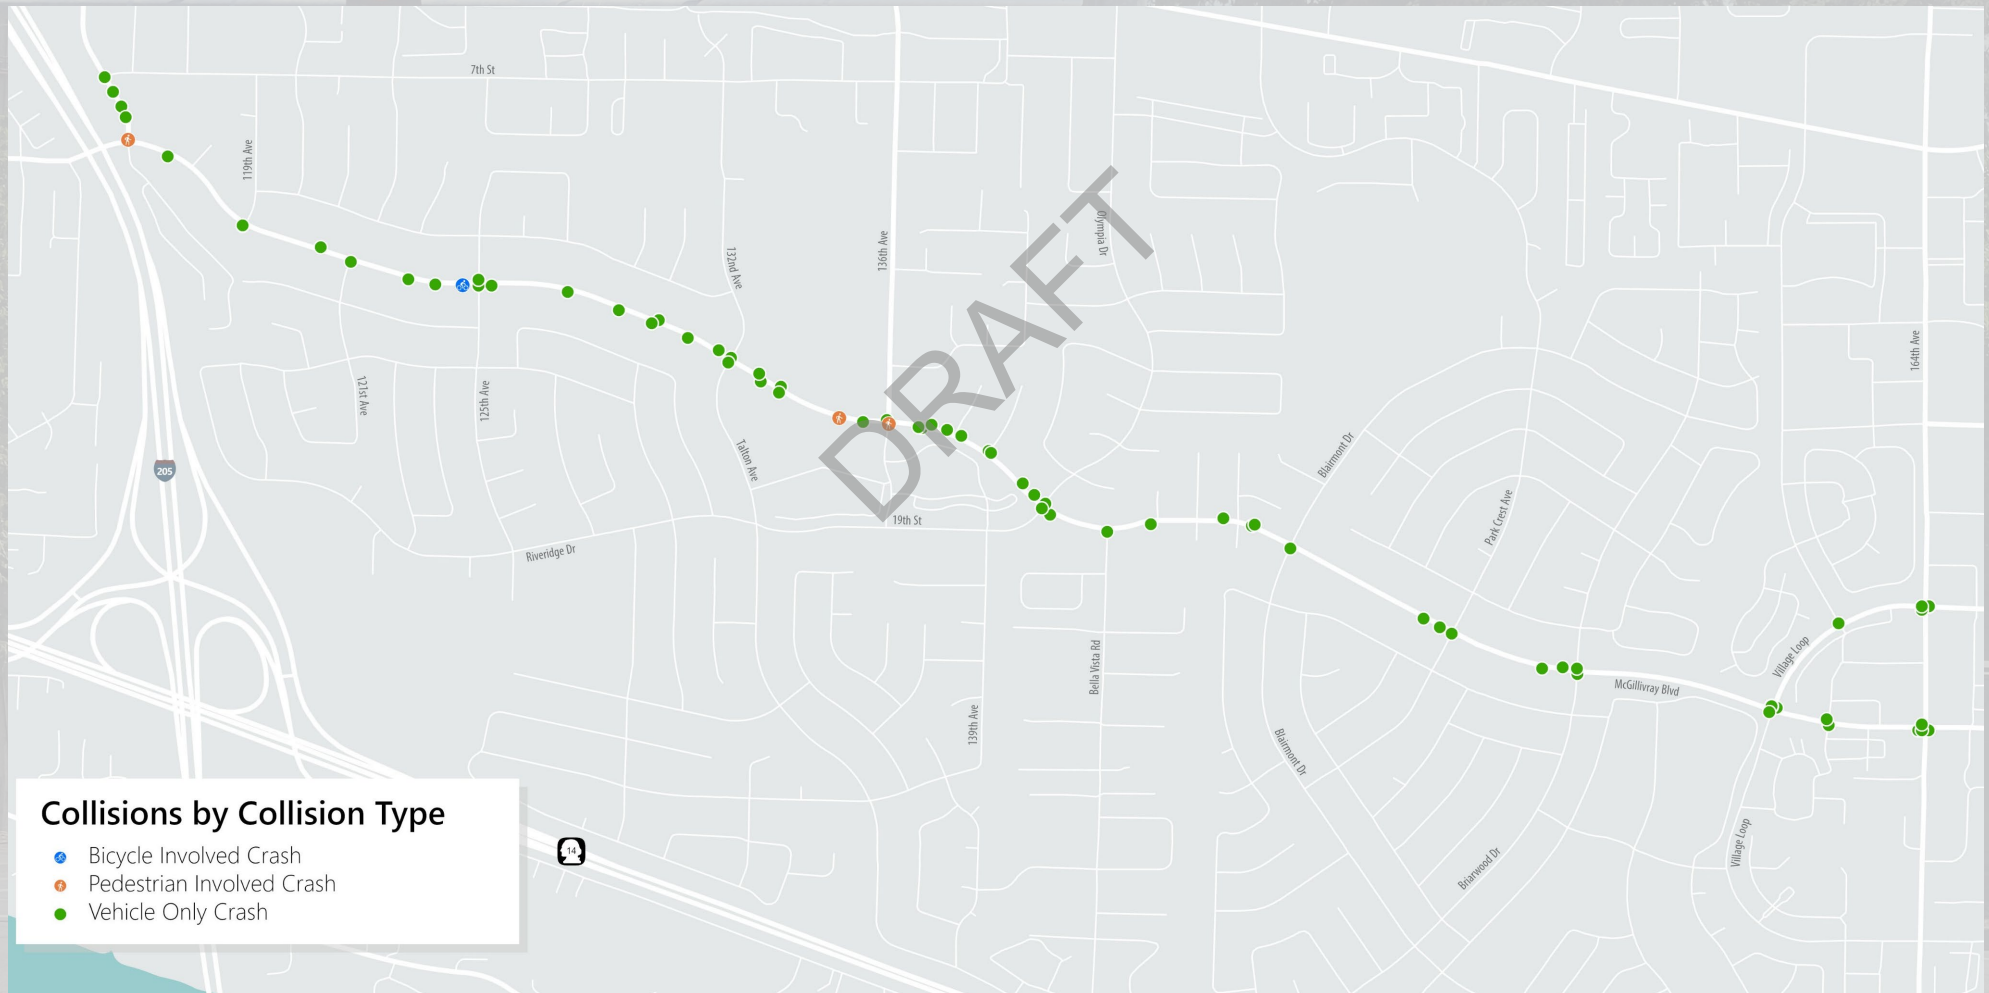 7th St
119th Ave
136th Ave
Olympia Dr
132nd Ave
164th Ave
121st Ave
125th Ave
Talton Ave
Blairmont Dr
205
Park Crest Ave
19th St
Riveridge Dr
DRAFT
Bella Vista Rd
Village Loop
McGillivray Blvd
139th Ave
Blairmont Dr
Village Loop
Briarwood Dr
14
Collisions by Collision Type
Bicycle Involved Crash
Pedestrian Involved Crash
Vehicle Only Crash